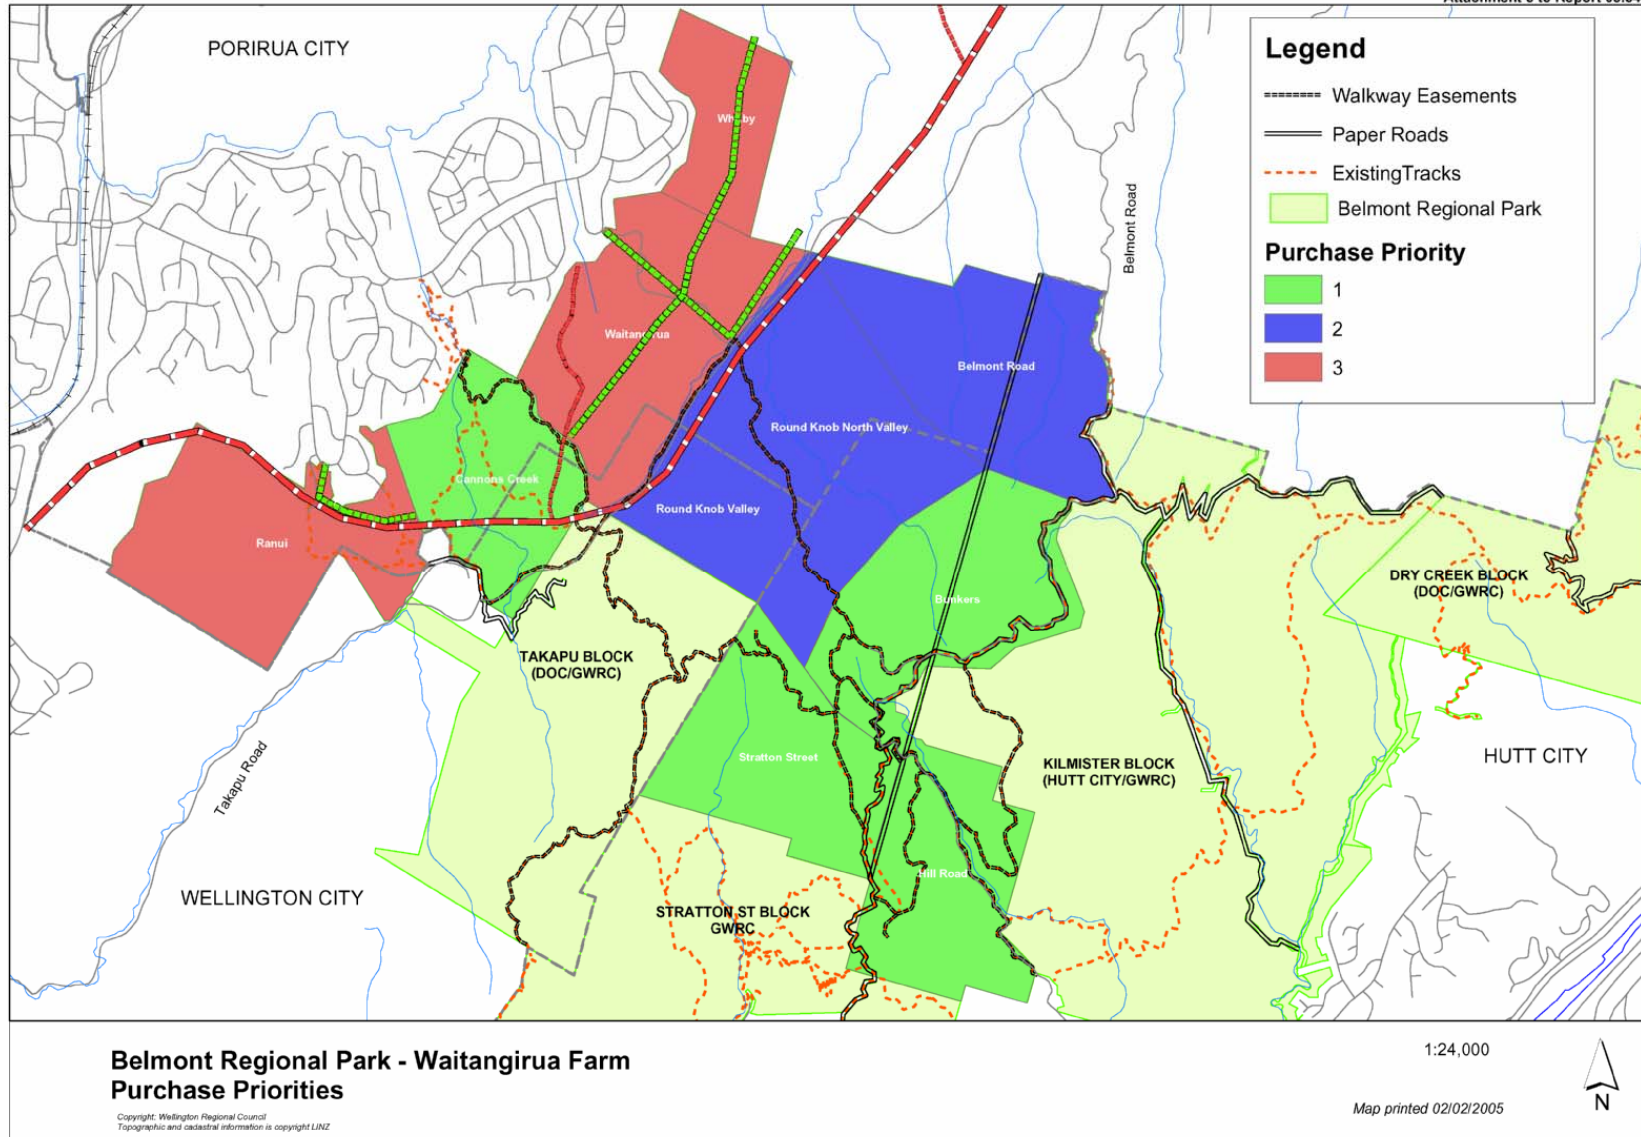 PORIRUA CITY
Legend
Walkway Easements
Paper Roads
ExistingTracks
Belmont Regional Park
Purchase Priority
1
2
3
Belmont Road
Waitangirua
Belmont Road
Round Knob North Valley
Cannons Creek
Round Knob Valley
Ranui
Bunkers
DRY CREEK BLOCK
(DOC/GWRC)
TAKAPU BLOCK
(DOC/GWRC)
Takapu Road
Stratton Street
KILMISTER BLOCK
(HUTT CITY/GWRC)
HUTT CITY
Hill Road
WELLINGTON CITY
STRATTON ST BLOCK
GWRC
Belmont Regional Park - Waitangirua Farm
Purchase Priorities
Copyright: Wellington Regional Council
Topographic and cadastral information is copyright LINZ
1:24,000
Map printed 02/02/2005
N